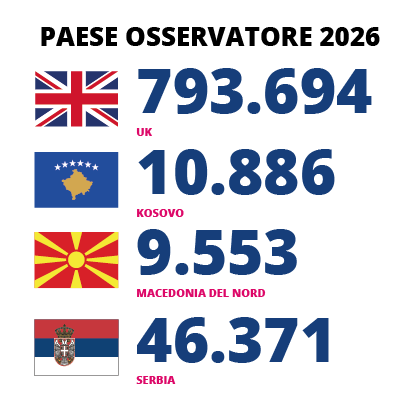 PAESE OSSERVATORE 2026
793.694
UK
10.886
KOSOVO
9.553
MACEDONIA DEL NORD
46.371
SERBIA